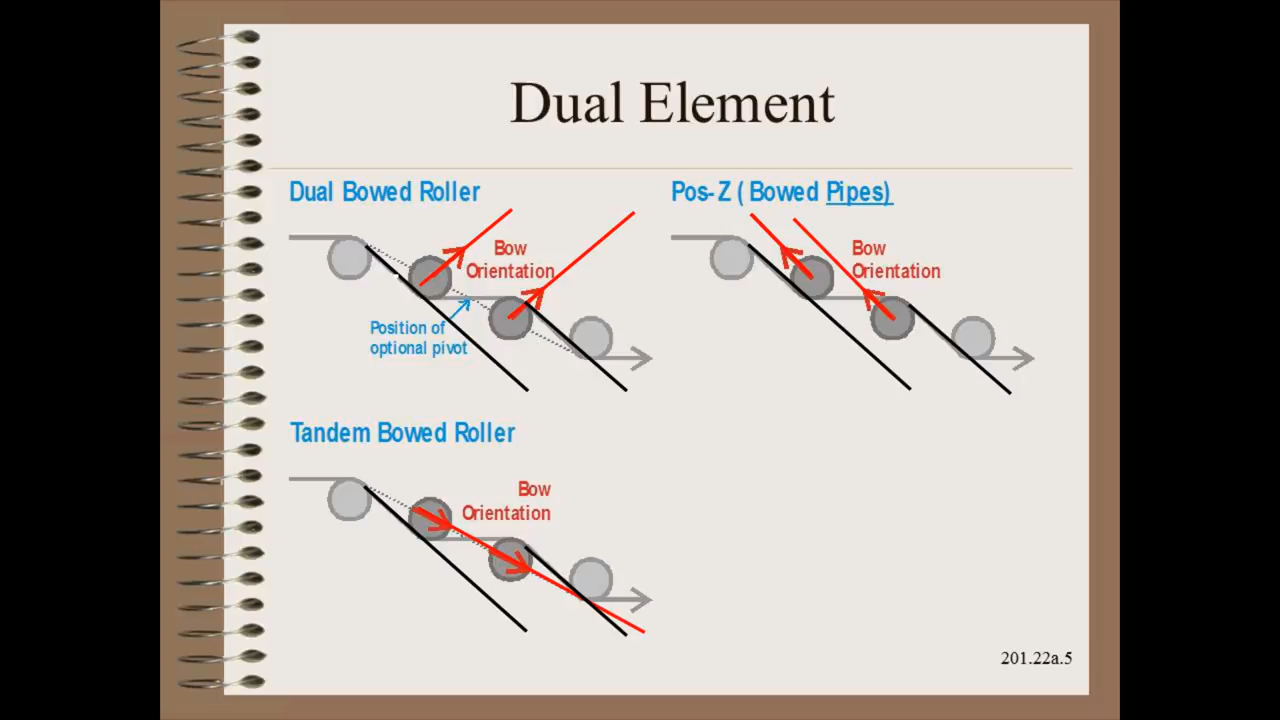 Dual Element
Dual Bowed Roller
Bow
Orientation
Position of
optional pivot
Pos-Z ( Bowed Pipes)
Bow
Orientation
Tandem Bowed Roller
Bow
Orientation
201.22a.5